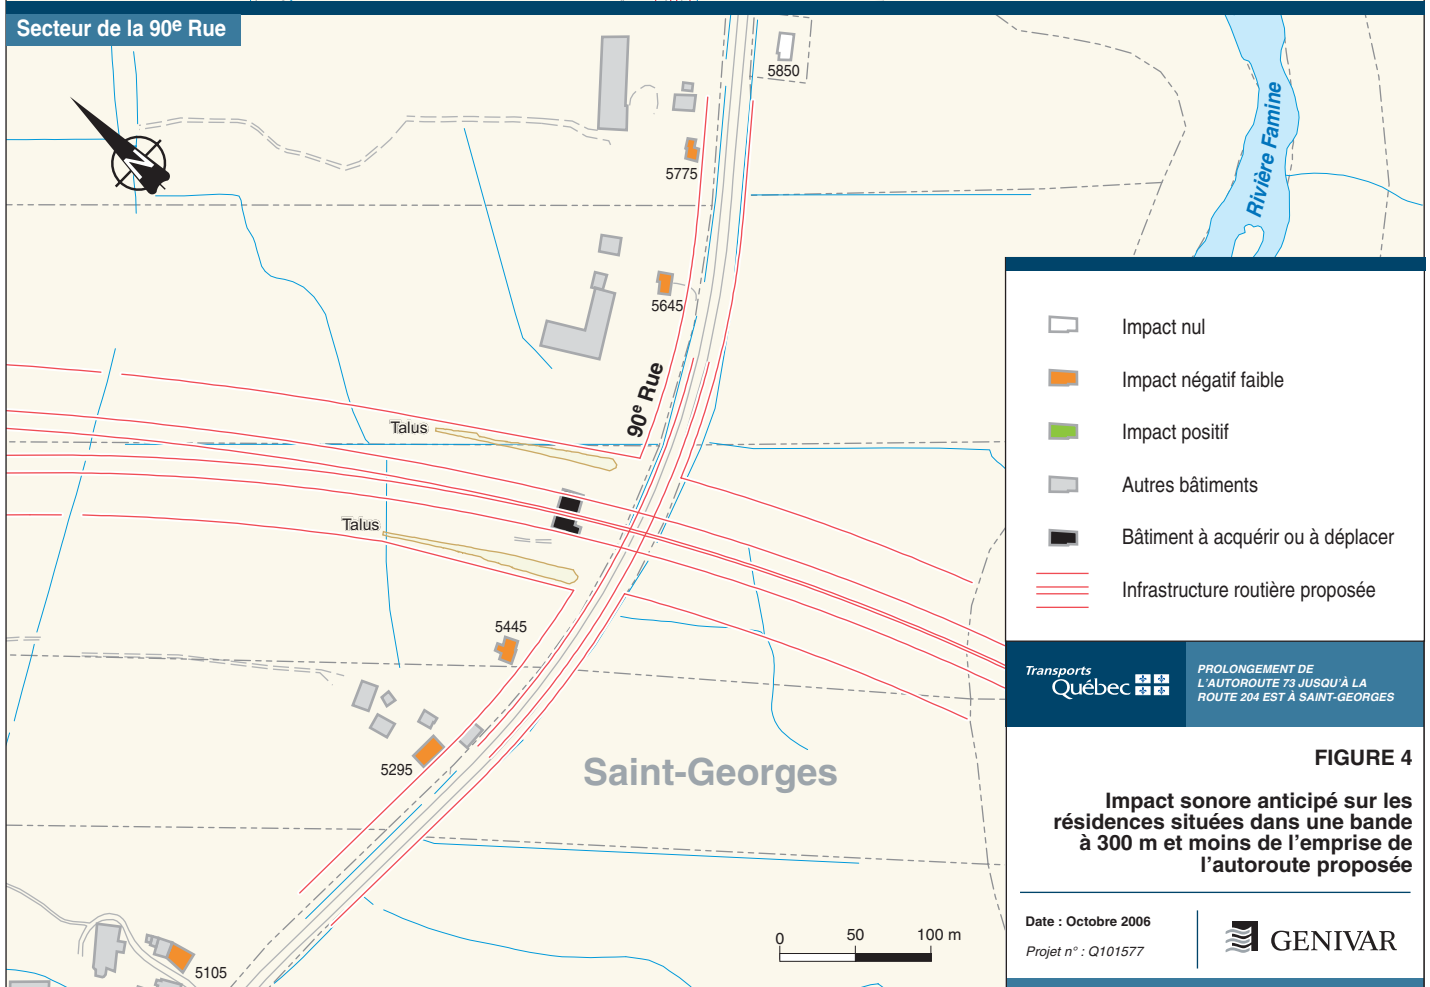 Secteur de la 90e Rue
5850
Rivière Famine
5775
N
5645
90e Rue
Talus
Talus
5445
5295
Saint-Georges
5105
0 50 100 m
Impact nul
Impact négatif faible
Impact positif
Autres bâtiments
Bâtiment à acquérir ou à déplacer
Infrastructure routière proposée
Transports
Québec
PROLONGEMENT DE
L'AUTOROUTE 73 JUSQU'À LA
ROUTE 204 EST À SAINT-GEORGES
FIGURE 4
Impact sonore anticipé sur les
résidences situées dans une bande
à 300 m et moins de l'emprise de
l'autoroute proposée
Date : Octobre 2006
Projet n° : Q101577
GENIVAR